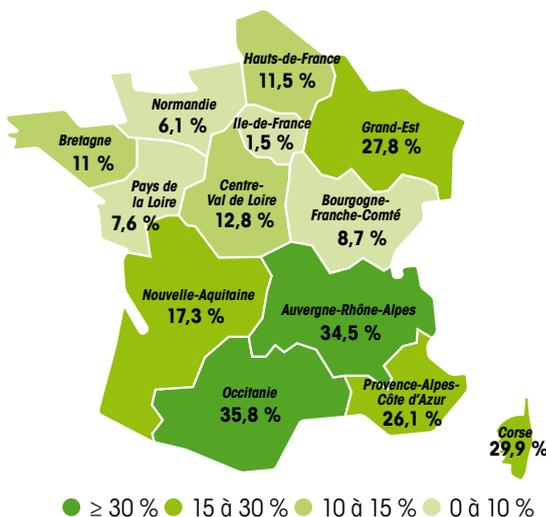 Hauts-de-France
11,5 %
Normandie
6,1 %
Ile-de-France
1,5 %
Grand-Est
27,8 %
Bretagne
11 %
Pays de
la Loire
7,6 %
Centre-
Val de Loire
12,8 %
Bourgogne-
Franche-Comté
8,7 %
Nouvelle-Aquitaine
17,3 %
Auvergne-Rhône-Alpes
34,5 %
Occitanie
35,8 %
Provence-Alpes-
Côte d'Azur
26,1 %
Corse
29,9 %
≥ 30 % 15 à 30 % 10 à 15 % 0 à 10 %